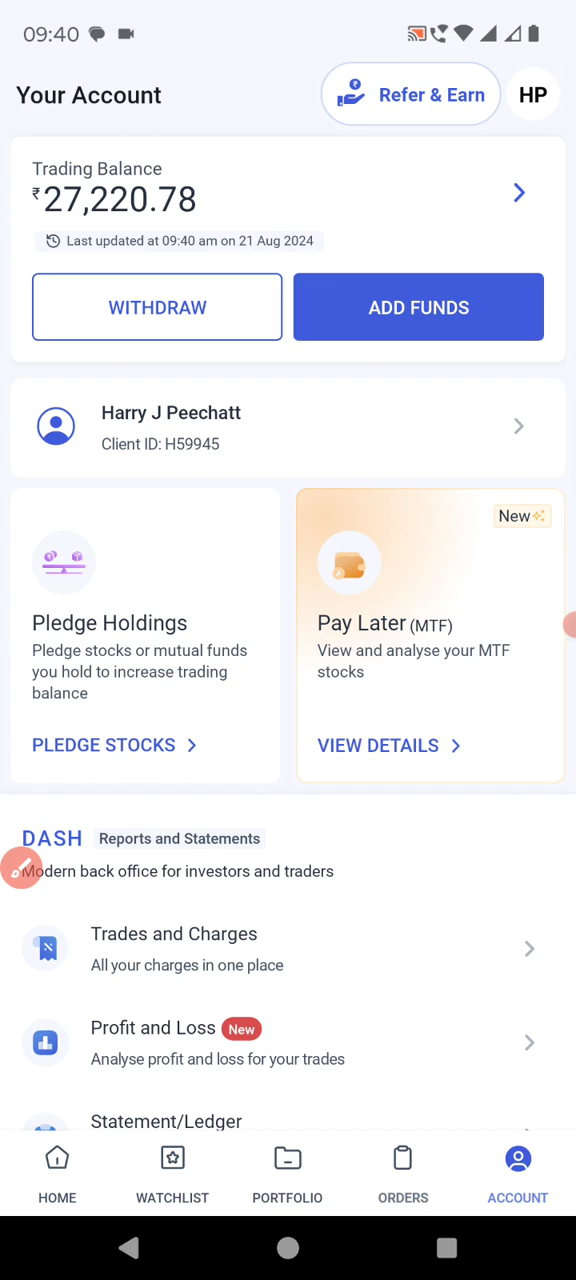 09:40
Your Account
Refer & Earn
HP
Trading Balance
₹27,220.78
Last updated at 09:40 am on 21 Aug 2024
WITHDRAW
ADD FUNDS
Harry J Peechatt
Client ID: H59945
New
Pledge Holdings
Pledge stocks or mutual funds
you hold to increase trading
balance
PLEDGE STOCKS
Pay Later (MTF)
View and analyse your MTF
stocks
VIEW DETAILS
DASH Reports and Statements
Modern back office for investors and traders
Trades and Charges
All your charges in one place
Profit and Loss New
Analyse profit and loss for your trades
Statement/Ledger
HOME
WATCHLIST
PORTFOLIO
ORDERS
ACCOUNT